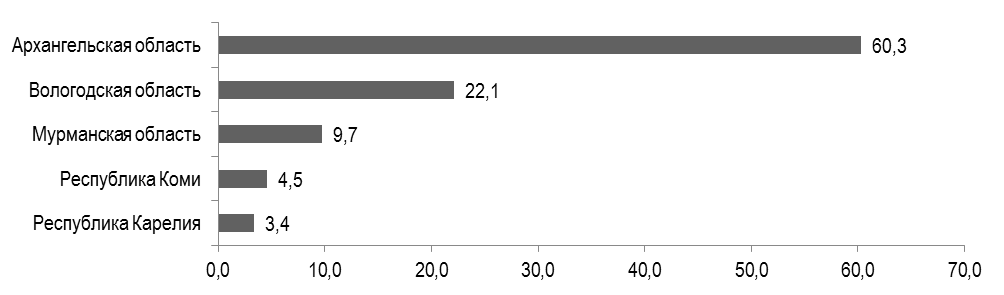 Архангельская область 60,3
Вологодская область 22,1
Мурманская область 9,7
Республика Коми 4,5
Республика Карелия 3,4
0,0 10,0 20,0 30,0 40,0 50,0 60,0 70,0